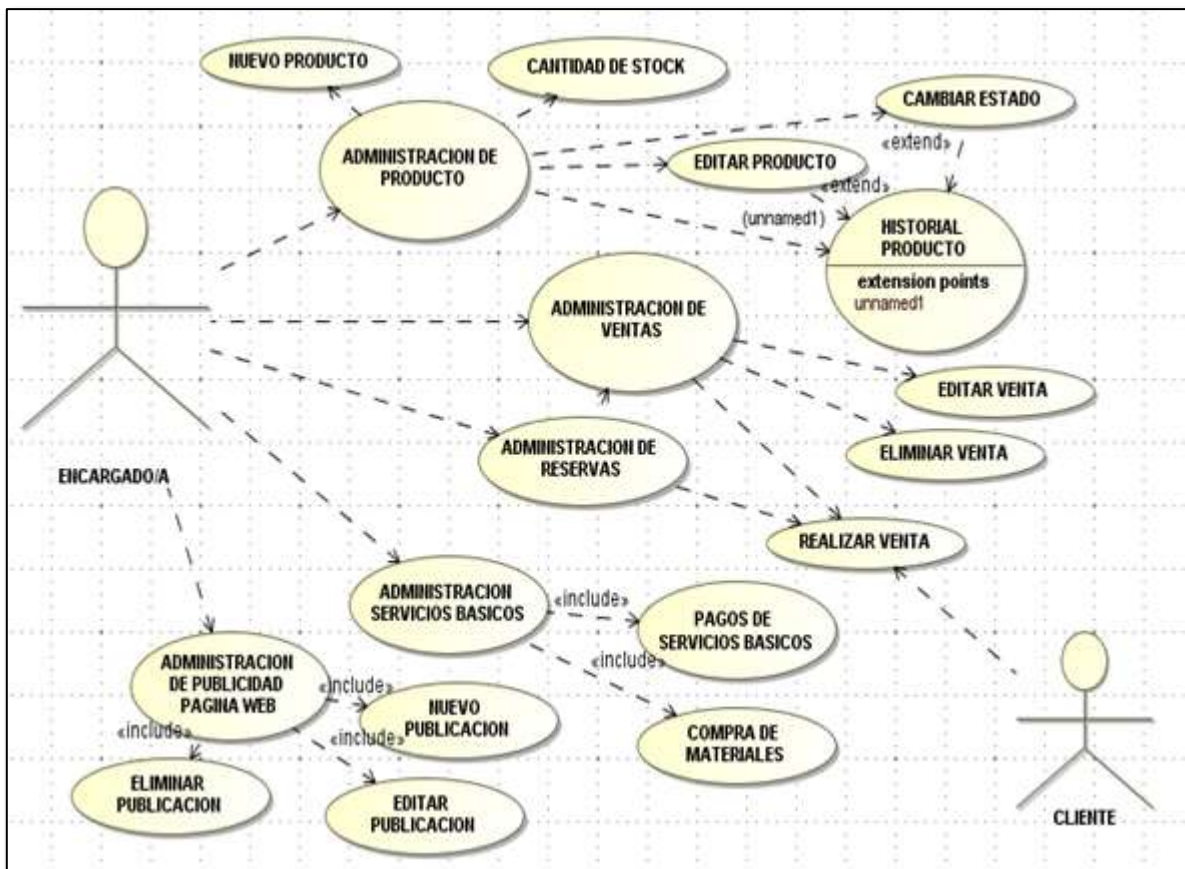 NUEVO PRODUCTO
CANTIDAD DE STOCK
CAMBIAR ESTADO
«extend»
ADMINISTRACION DE
PRODUCTO
EDITAR PRODUCTO
«extend»
(unnamed1)
HISTORIAL
PRODUCTO
extension points
unnamed1
ADMINISTRACION DE
VENTAS
EDITAR VENTA
ELIMINAR VENTA
ADMINISTRACION DE
RESERVAS
ENCARGADO/A
REALIZAR VENTA
ADMINISTRACION
SERVICIOS BASICOS
«include»
PAGOS DE
SERVICIOS BASICOS
«include»
COMPRA DE
MATERIALES
ADMINISTRACION
DE PUBLICIDAD
PAGINA WEB
«include»
NUEVO
PUBLICACION
«include»
«include»
ELIMINAR
PUBLICACION
EDITAR
PUBLICACION
CLIENTE